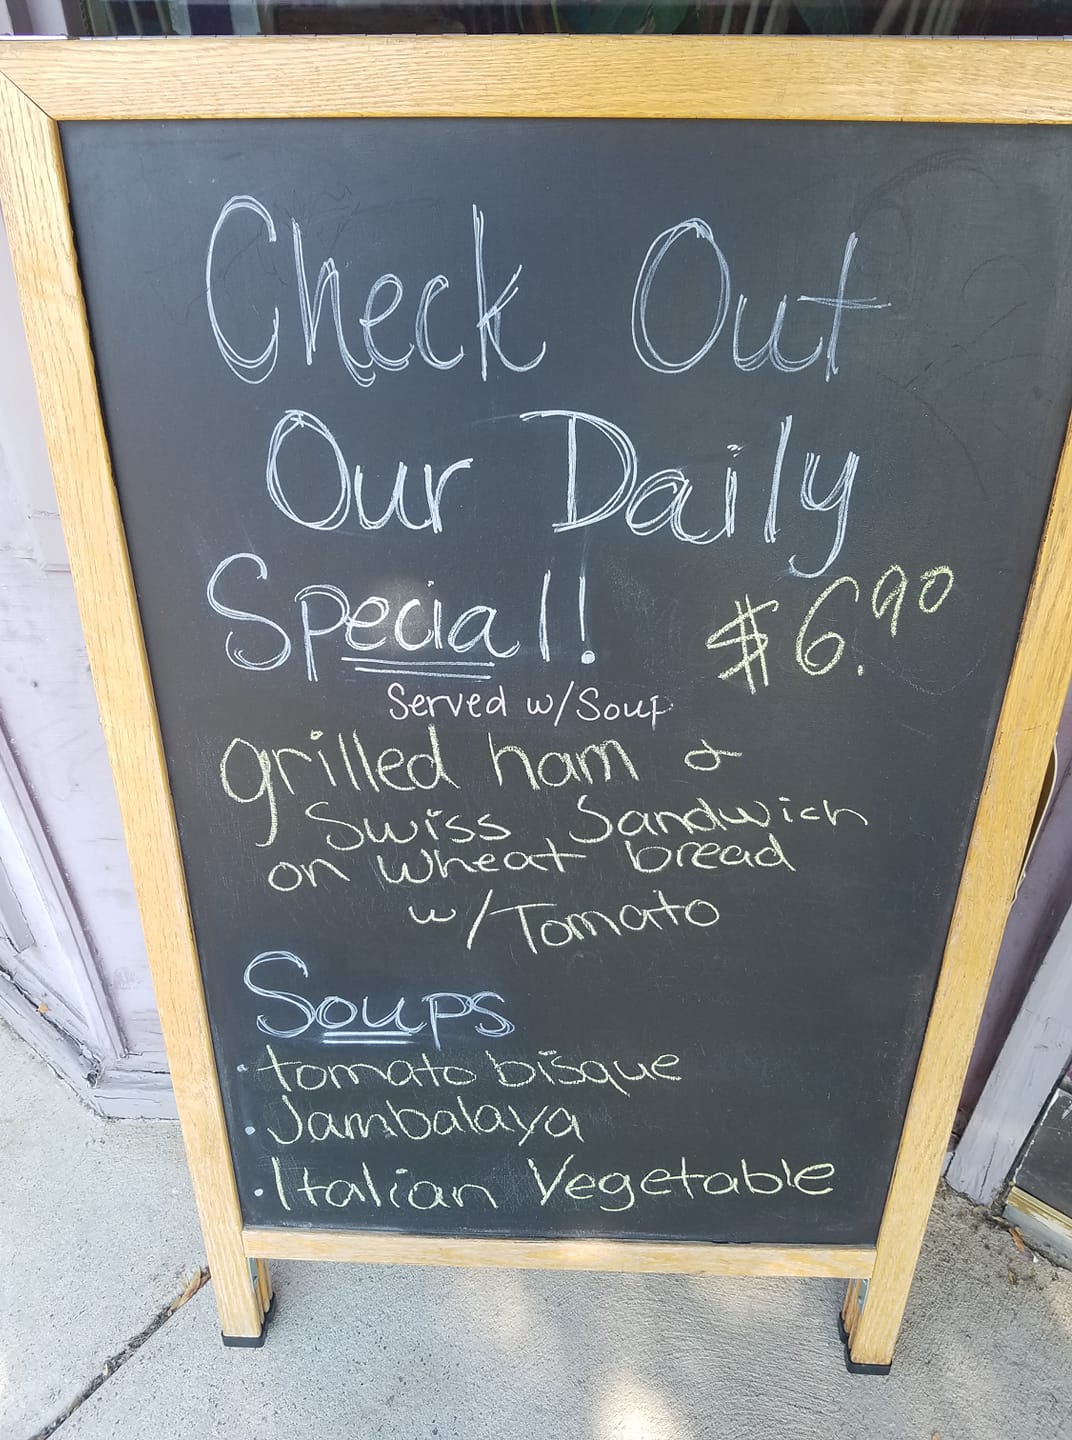 Check Out
Our Daily
Special! $6.90
Served w/Soup
grilled ham &
Swiss Sandwich
on wheat bread
w/Tomato
Soups
• tomato bisque
• Jambalaya
• Italian Vegetable